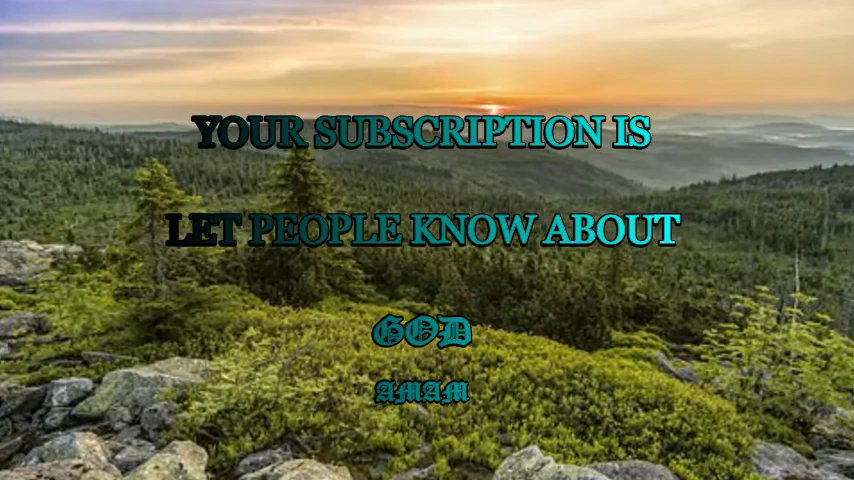 YOUR SUBSCRIPTION IS
LET PEOPLE KNOW ABOUT
GOD
AMAM